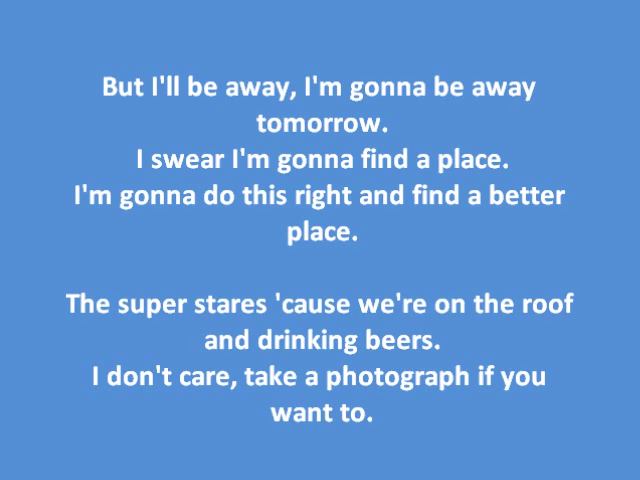 But I'll be away, I'm gonna be away
tomorrow.
I swear I'm gonna find a place.
I'm gonna do this right and find a better
place.
The super stares 'cause we're on the roof
and drinking beers.
I don't care, take a photograph if you
want to.